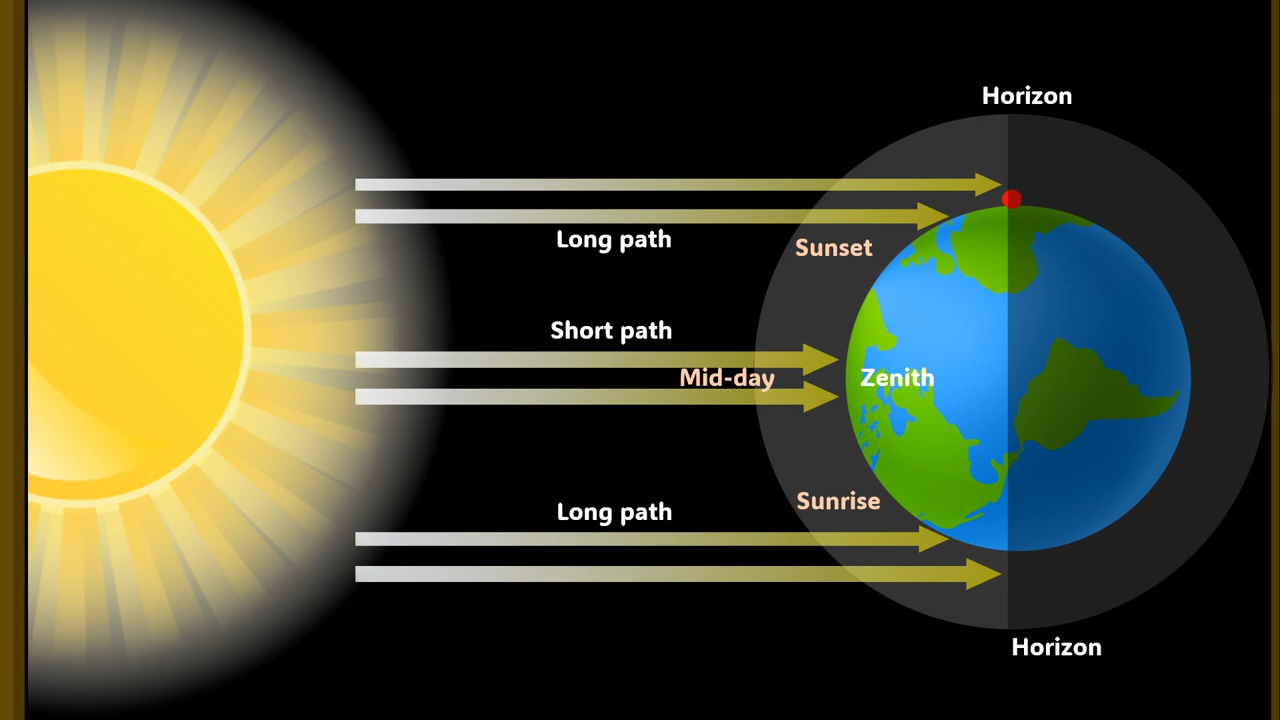 Horizon
Long path
Sunset
Short path
Mid-day
Zenith
Sunrise
Long path
Horizon